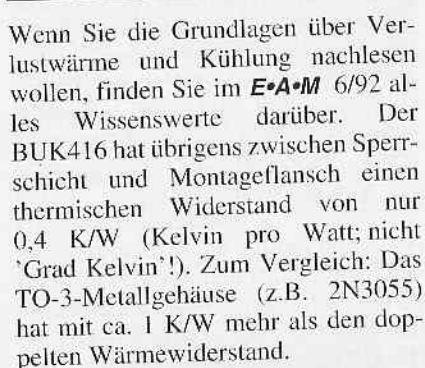 Wenn Sie die Grundlagen über Ver-
lustwärme und Kühlung nachlesen
wollen, finden Sie im E•A•M 6/92 al-
les Wissenswerte darüber. Der
BUK416 hat übrigens zwischen Sperr-
schicht und Montageflansch einen
thermischen Widerstand von nur
0,4 K/W (Kelvin pro Watt; nicht
'Grad Kelvin'!). Zum Vergleich: Das
TO-3-Metallgehäuse (z.B. 2N3055)
hat mit ca. 1 K/W mehr als den dop-
pelten Wärmewiderstand.